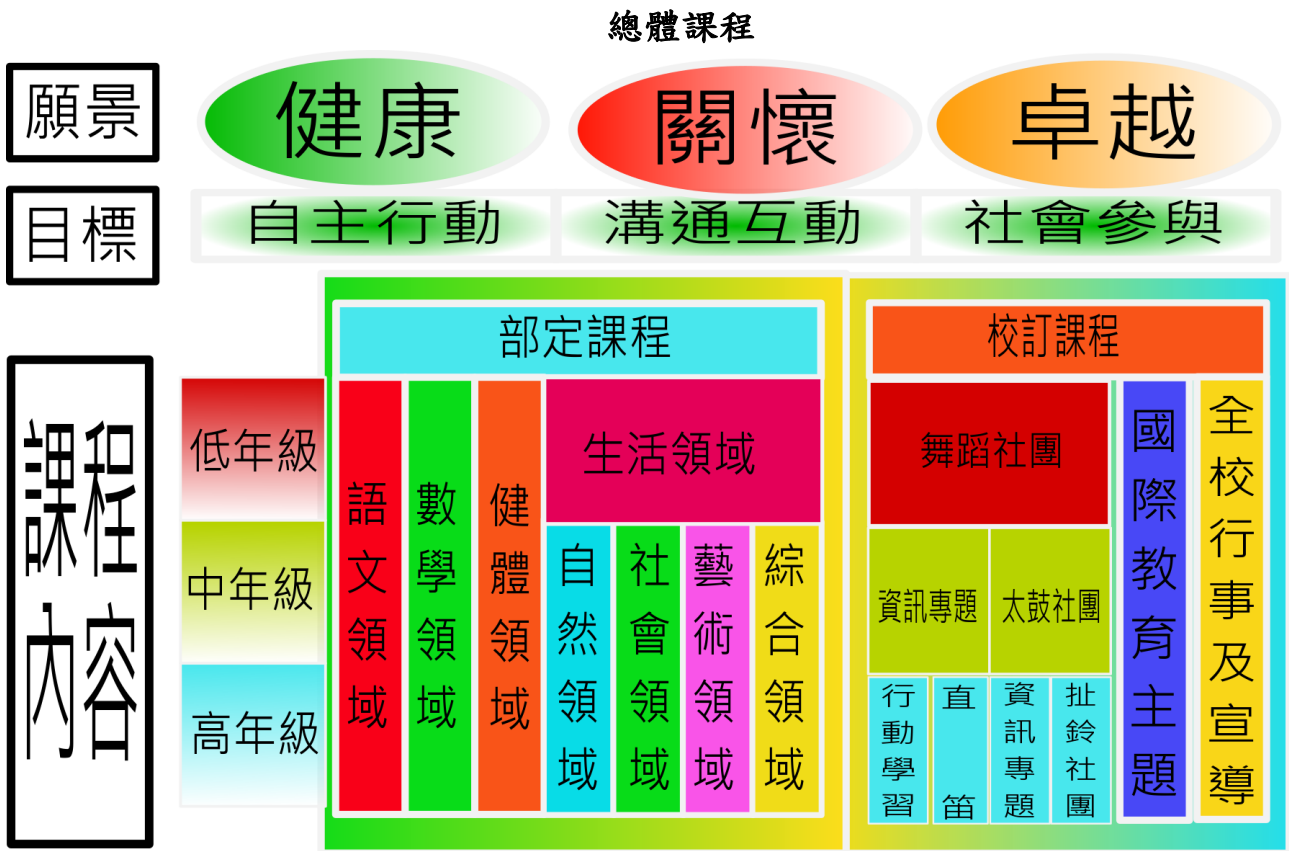 總體課程
願景
健康
關懷
卓越
目標
自主行動
溝通互動
社會參與
課程
內容
部定課程
校訂課程
低年級
中年級
高年級
語文領域
數學領域
健體領域
生活領域
自然領域
社會領域
藝術領域
綜合領域
舞蹈社團
資訊專題
太鼓社團
行動學習
直笛
資訊專題
扯鈴社團
國際教育主題
全校行事及宣導